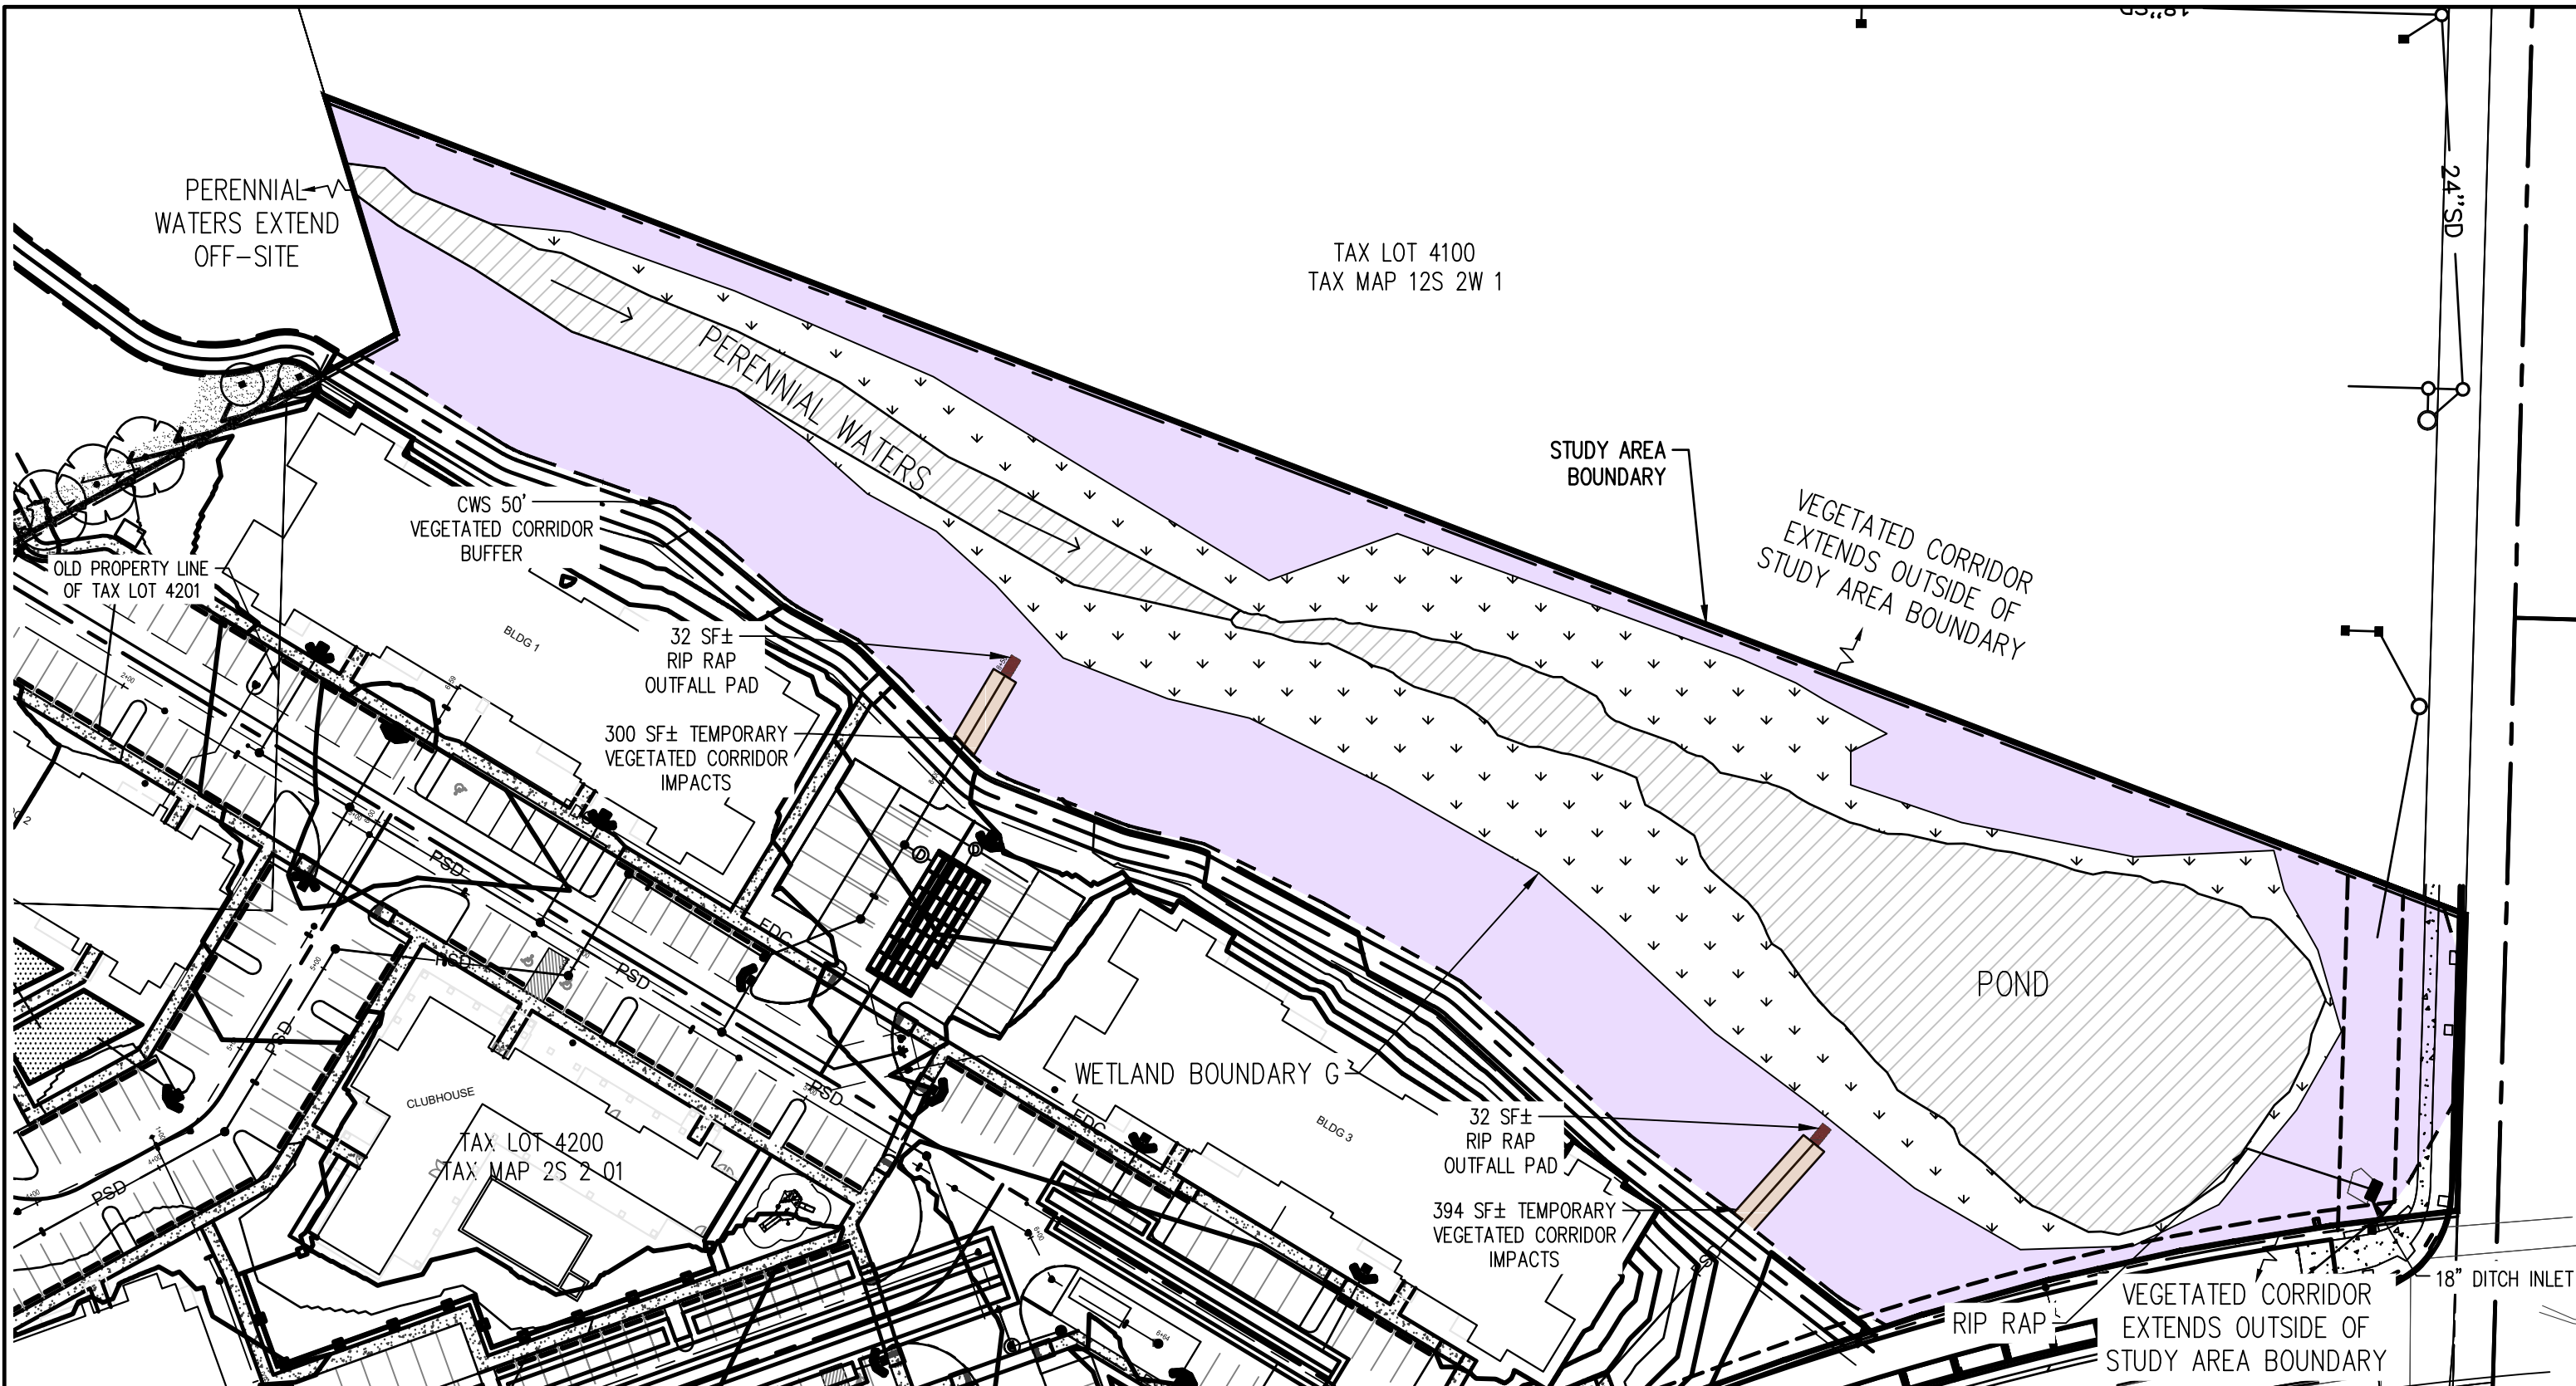 18"SD
24"SD
PERENNIAL
WATERS EXTEND
OFF-SITE
TAX LOT 4100
TAX MAP 12S 2W 1
PERENNIAL WATERS
STUDY AREA
BOUNDARY
VEGETATED CORRIDOR
EXTENDS OUTSIDE OF
STUDY AREA BOUNDARY
CWS 50'
VEGETATED CORRIDOR
BUFFER
OLD PROPERTY LINE
OF TAX LOT 4201
BLDG 1
32 SF±
RIP RAP
OUTFALL PAD
300 SF± TEMPORARY
VEGETATED CORRIDOR
IMPACTS
2+00
PSD
PSD
PSD
PSD
PSD
POND
WETLAND BOUNDARY G
CLUBHOUSE
TAX LOT 4200
TAX MAP 2S 2 01
BLDG 3
32 SF±
RIP RAP
OUTFALL PAD
394 SF± TEMPORARY
VEGETATED CORRIDOR
IMPACTS
18" DITCH INLET
RIP RAP
VEGETATED CORRIDOR
EXTENDS OUTSIDE OF
STUDY AREA BOUNDARY